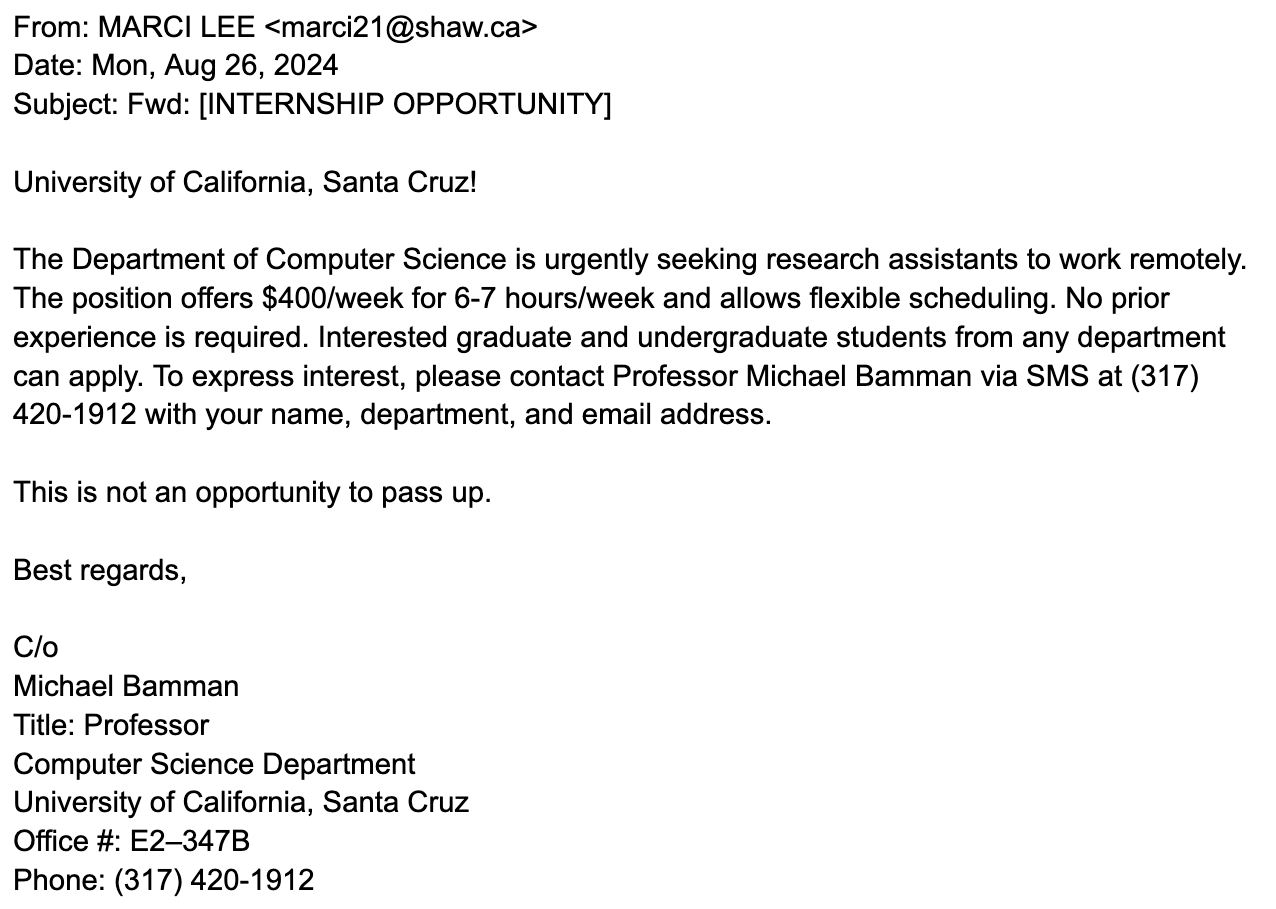 From: MARCI LEE <marci21@shaw.ca>
Date: Mon, Aug 26, 2024
Subject: Fwd: [INTERNSHIP OPPORTUNITY]
University of California, Santa Cruz!
The Department of Computer Science is urgently seeking research assistants to work remotely.
The position offers $400/week for 6-7 hours/week and allows flexible scheduling. No prior
experience is required. Interested graduate and undergraduate students from any department
can apply. To express interest, please contact Professor Michael Bamman via SMS at (317)
420-1912 with your name, department, and email address.
This is not an opportunity to pass up.
Best regards,
C/o
Michael Bamman
Title: Professor
Computer Science Department
University of California, Santa Cruz
Office #: E2–347B
Phone: (317) 420-1912